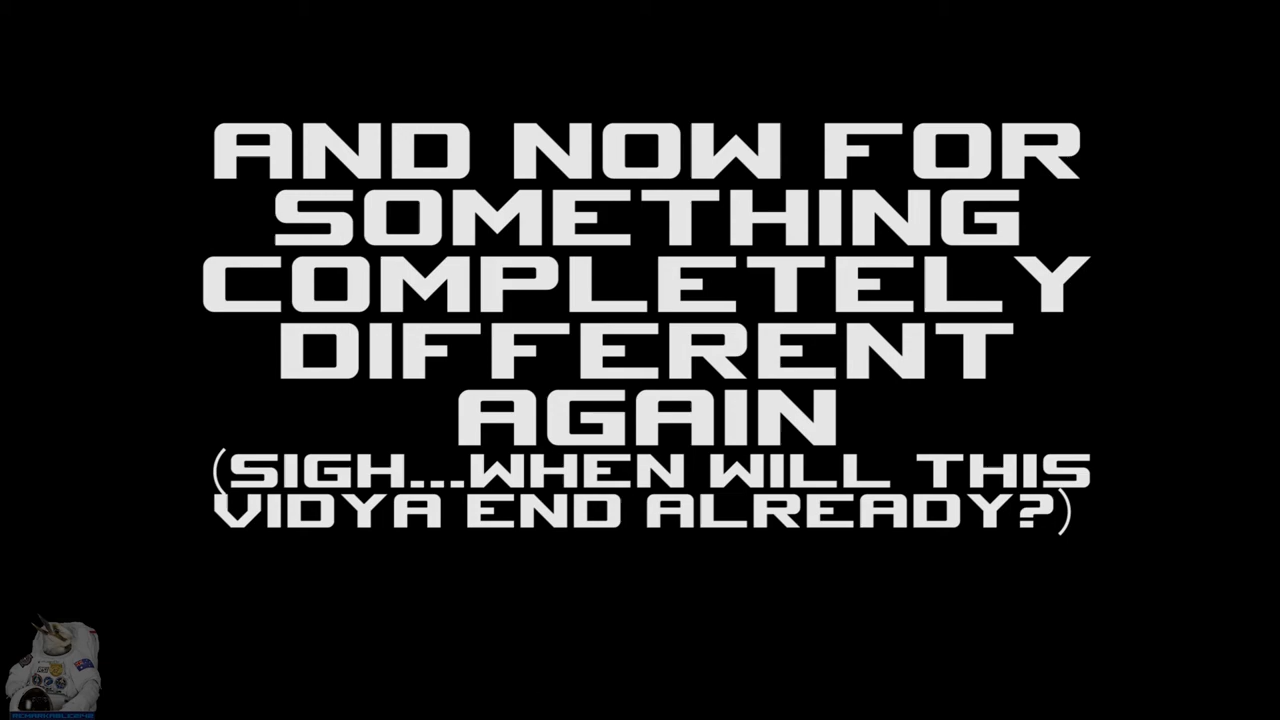 AND NOW FOR
SOMETHING
COMPLETELY
DIFFERENT
AGAIN
(SIGH...WHEN WILL THIS
VIDYA END ALREADY?)